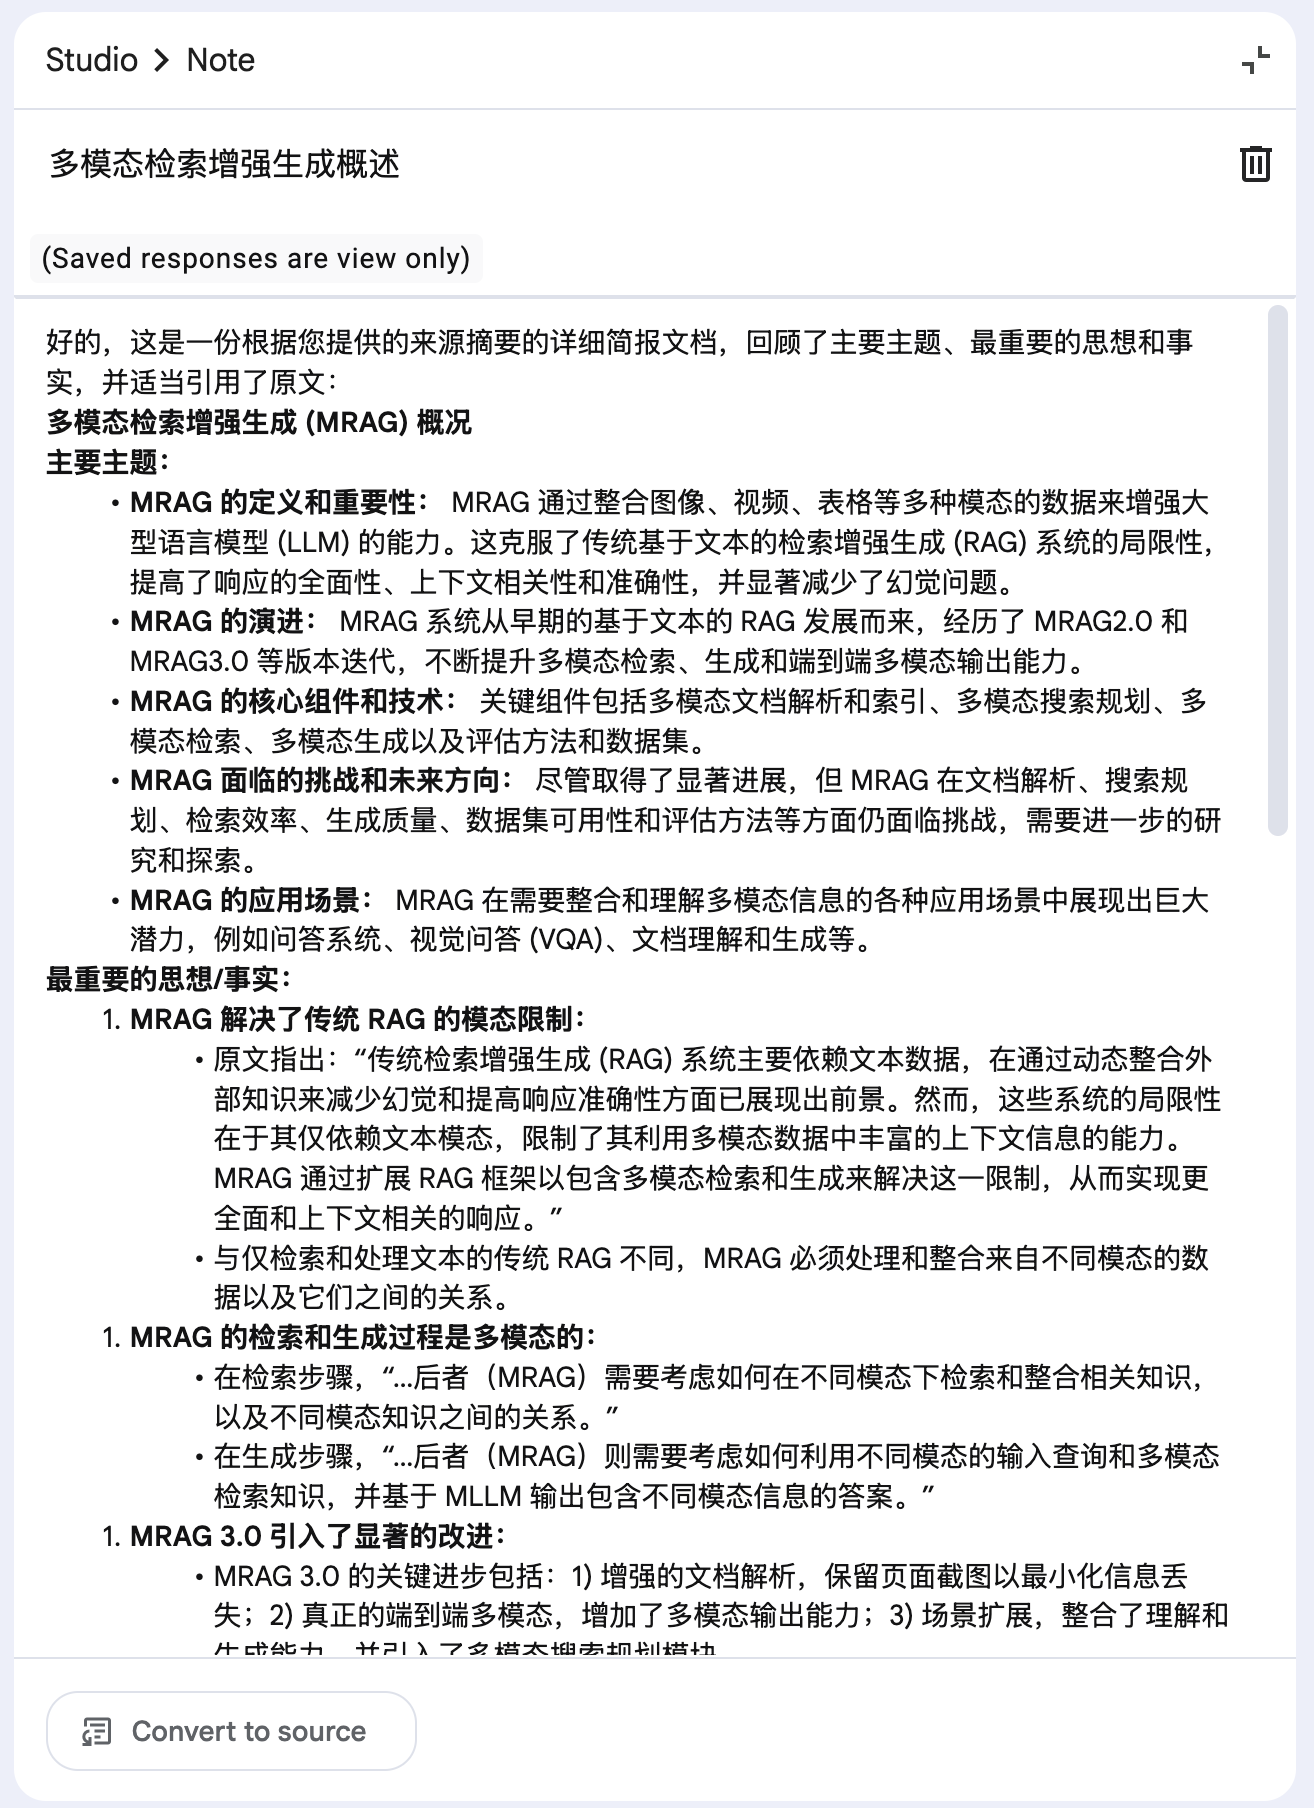 Studio > Note
多模态检索增强生成概述
(Saved responses are view only)
好的，这是一份根据您提供的来源摘要的详细简报文档，回顾了主要主题、最重要的思想和事
实，并适当引用了原文：
多模态检索增强生成 (MRAG) 概况
主要主题：
• MRAG 的定义和重要性： MRAG 通过整合图像、视频、表格等多种模态的数据来增强大
型语言模型 (LLM) 的能力。这克服了传统基于文本的检索增强生成 (RAG) 系统的局限性，
提高了响应的全面性、上下文相关性和准确性，并显著减少了幻觉问题。
• MRAG 的演进： MRAG 系统从早期的基于文本的 RAG 发展而来，经历了 MRAG2.0 和
MRAG3.0 等版本迭代，不断提升多模态检索、生成和端到端多模态输出能力。
• MRAG 的核心组件和技术： 关键组件包括多模态文档解析和索引、多模态搜索规划、多
模态检索、多模态生成以及评估方法和数据集。
• MRAG 面临的挑战和未来方向： 尽管取得了显著进展，但 MRAG 在文档解析、搜索规
划、检索效率、生成质量、数据集可用性和评估方法等方面仍面临挑战，需要进一步的研
究和探索。
• MRAG 的应用场景： MRAG 在需要整合和理解多模态信息的各种应用场景中展现出巨大
潜力，例如问答系统、视觉问答 (VQA)、文档理解和生成等。
最重要的思想/事实：
1. MRAG 解决了传统 RAG 的模态限制：
• 原文指出：“传统检索增强生成 (RAG) 系统主要依赖文本数据，在通过动态整合外
部知识来减少幻觉和提高响应准确性方面已展现出前景。然而，这些系统的局限性
在于其仅依赖文本模态，限制了其利用多模态数据中丰富的上下文信息的能力。
MRAG 通过扩展 RAG 框架以包含多模态检索和生成来解决这一限制，从而实现更
全面和上下文相关的响应。”
• 与仅检索和处理文本的传统 RAG 不同，MRAG 必须处理和整合来自不同模态的数
据以及它们之间的关系。
1. MRAG 的检索和生成过程是多模态的：
• 在检索步骤，“...后者（MRAG）需要考虑如何在不同模态下检索和整合相关知识，
以及不同模态知识之间的关系。”
• 在生成步骤，“...后者（MRAG）则需要考虑如何利用不同模态的输入查询和多模态
检索知识，并基于 MLLM 输出包含不同模态信息的答案。”
1. MRAG 3.0 引入了显著的改进：
• MRAG 3.0 的关键进步包括：1) 增强的文档解析，保留页面截图以最小化信息丢
失；2) 真正的端到端多模态，增加了多模态输出能力；3) 场景扩展，整合了理解和
生成能力，并引入了多模态搜索规划模块
Convert to source